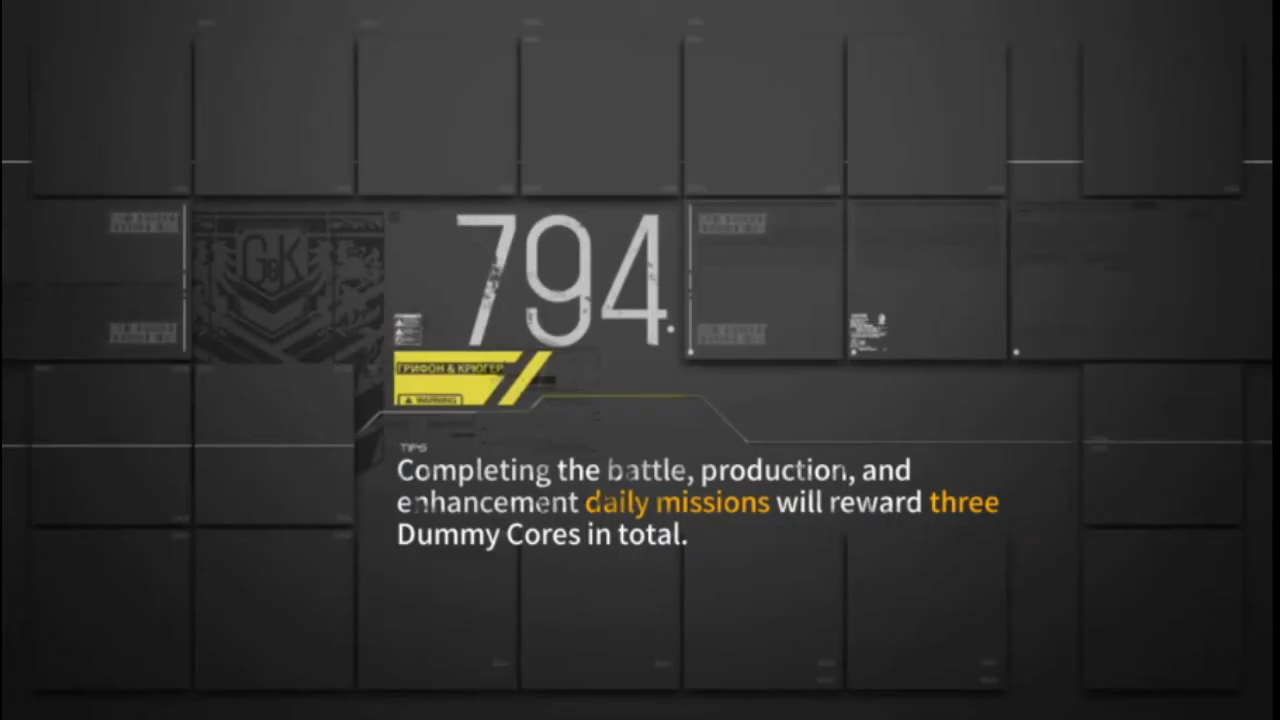 G&K
794.
ГРИФОН & КРЮГЕР
WARNING
TIPS
Completing the battle, production, and
enhancement daily missions will reward three
Dummy Cores in total.